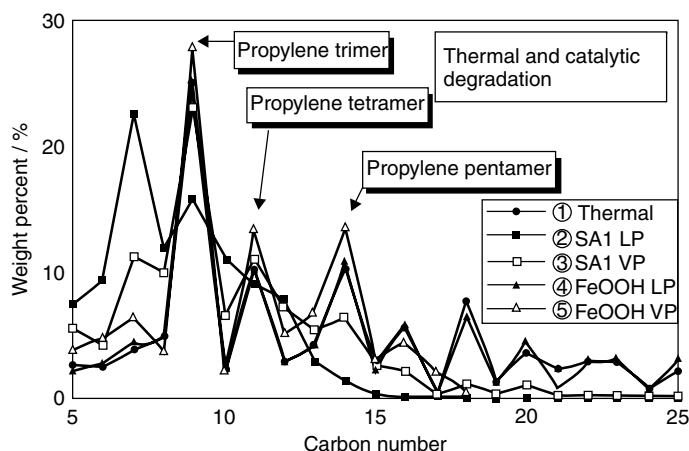 30
20
10
0
Weight percent / %
Propylene trimer
Thermal and catalytic
degradation
Propylene tetramer
Propylene pentamer
① Thermal
② SA1 LP
③ SA1 VP
④ FeOOH LP
⑤ FeOOH VP
5 10 15 20 25
Carbon number